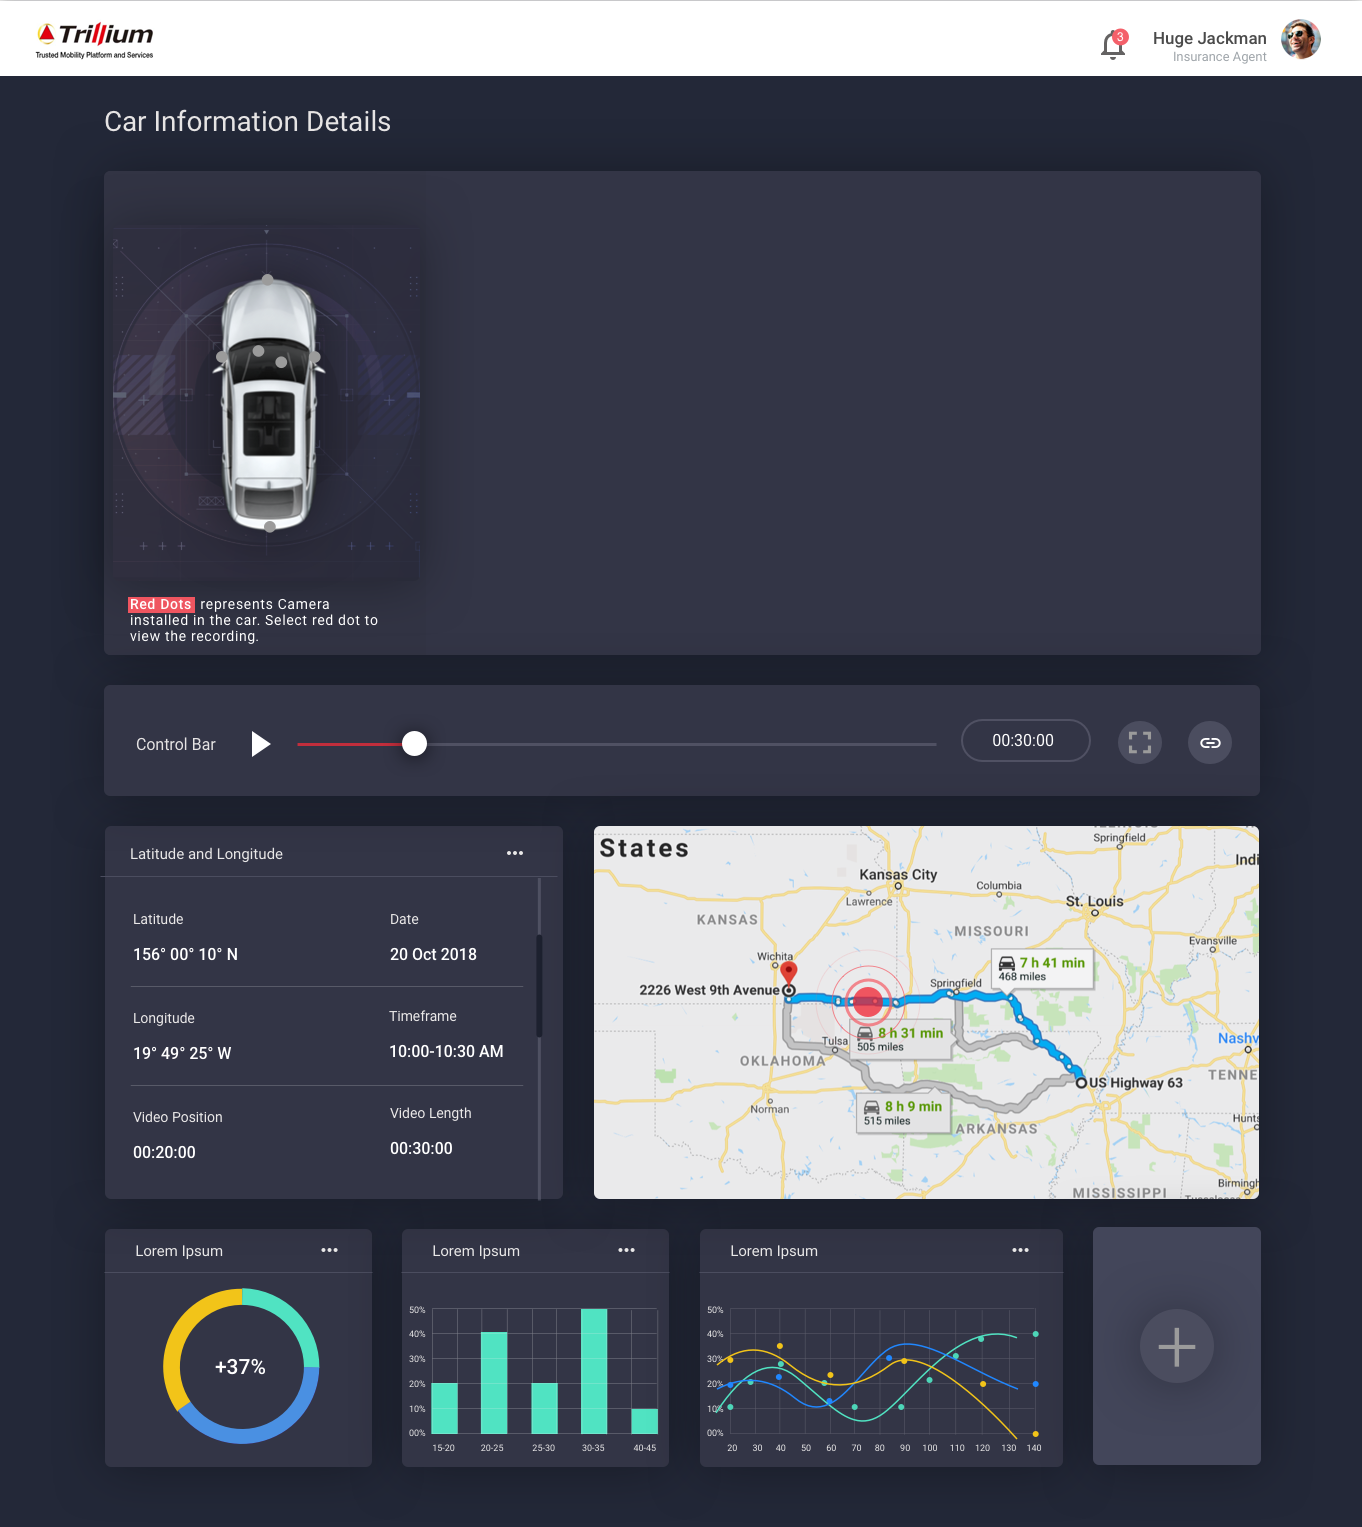 Trillium
Trusted Mobility Platform and Services
3
Huge Jackman
Insurance Agent
Car Information Details
Red Dots represents Camera
installed in the car. Select red dot to
view the recording.
Control Bar
00:30:00
Latitude and Longitude
Latitude
Date
156° 00° 10° N
20 Oct 2018
Longitude
Timeframe
19° 49° 25° W
10:00-10:30 AM
Video Position
Video Length
00:20:00
00:30:00
States
Springfield
Indi
Kansas City
Columbia
Lawrence
St. Louis
KANSAS
MISSOURI
Evansville
Wichita
7 h 41 min
468 miles
Springfield
2226 West 9th Avenue
8 h 31 min
505 miles
Tulsa
Nashv
OKLAHOMA
TENNE
US Highway 63
Norman
8 h 9 min
515 miles
ARKANSAS
Hunts
Birmingh
MISSISSIPPI
Lorem Ipsum
+37%
Lorem Ipsum
50%
40%
30%
20%
10%
00%
15-20 20-25 25-30 30-35 40-45
Lorem Ipsum
50%
40%
30%
20%
10%
00%
20 30 40 50 60 70 80 90 100 110 120 130 140